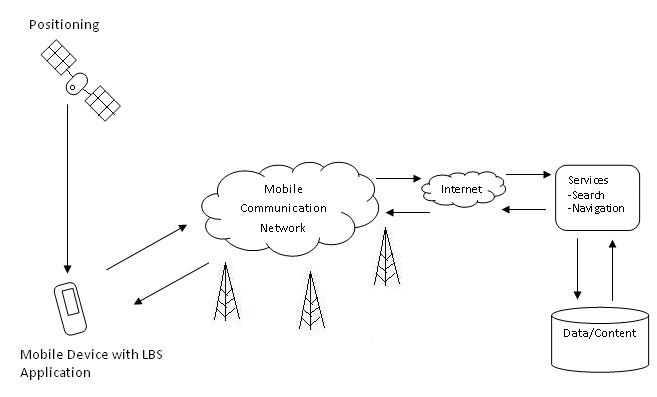 Positioning
Mobile
Communication
Network
Internet
Services
-Search
-Navigation
Data/Content
Mobile Device with LBS
Application